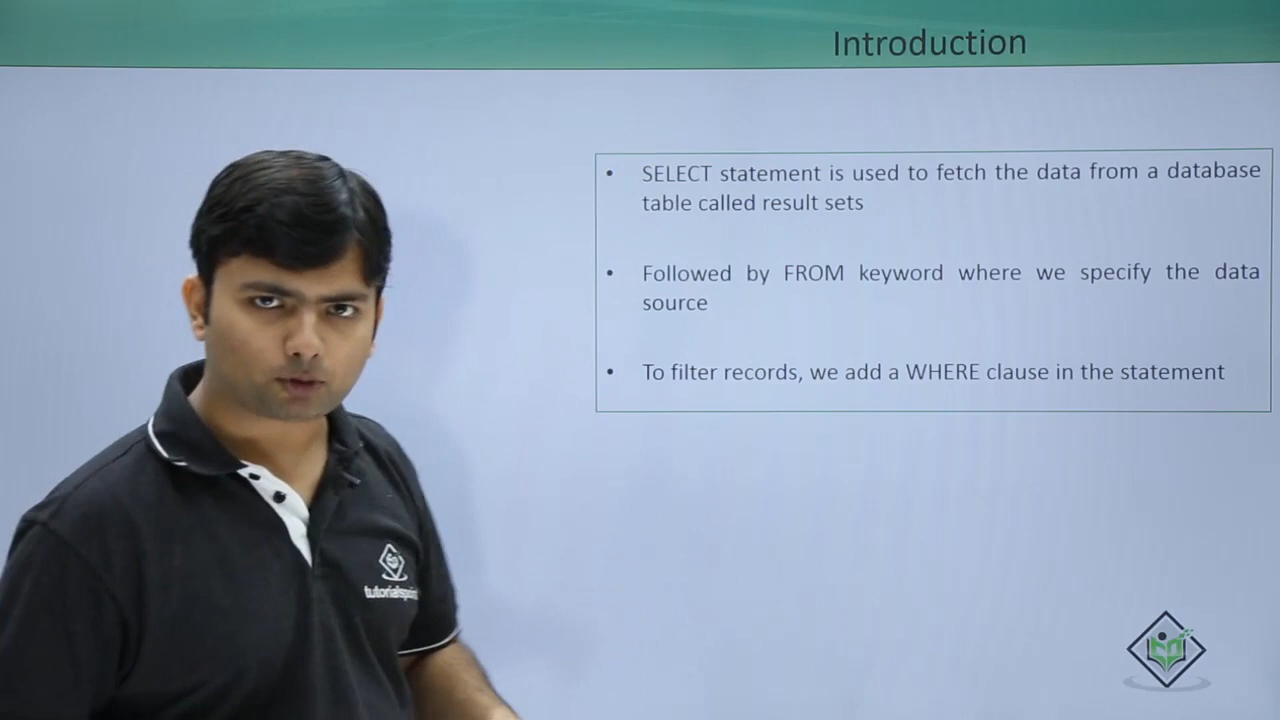 Introduction
• SELECT statement is used to fetch the data from a database
table called result sets
• Followed by FROM keyword where we specify the data
source
• To filter records, we add a WHERE clause in the statement
tutorialspoint